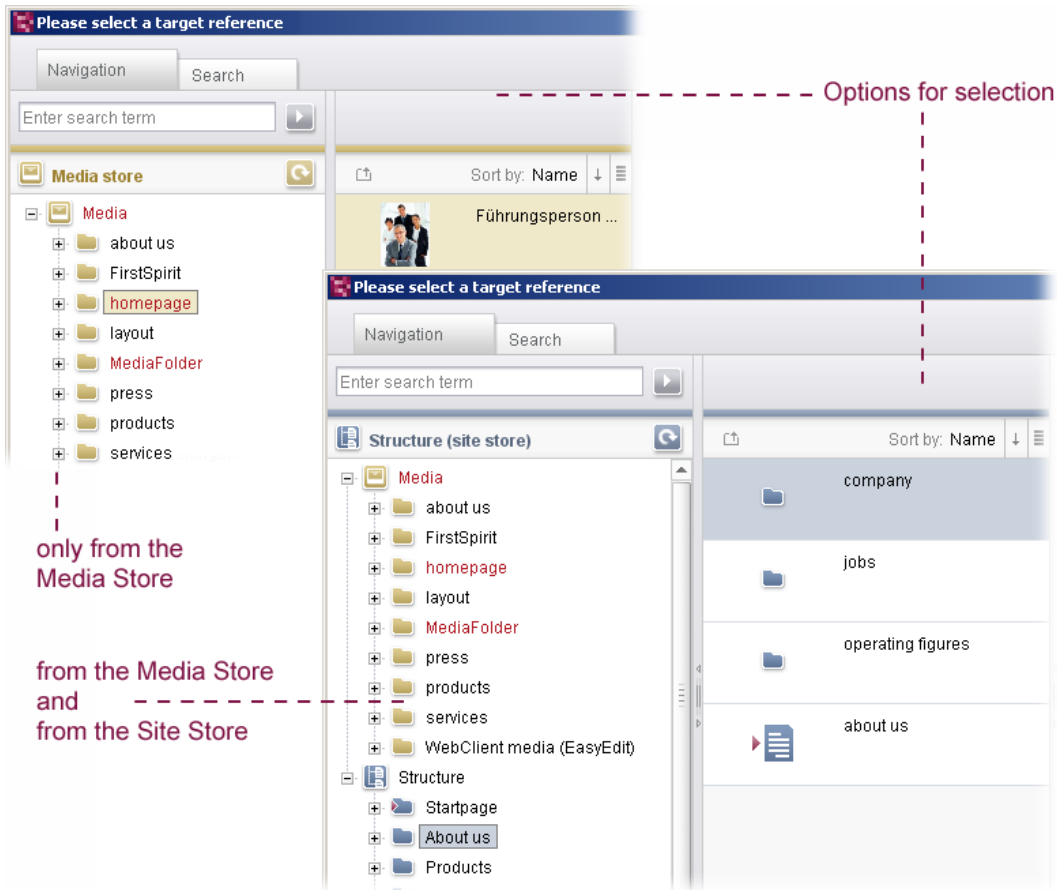 Please select a target reference
Navigation
Search
Options for selection
Enter search term
Media store
Sort by: Name
Media
Führungsperson ...
about us
FirstSpirit
homepage
layout
MediaFolder
press
products
services
only from the
Media Store
from the Media Store
and
from the Site Store
Please select a target reference
Navigation
Search
Enter search term
Structure (site store)
Sort by: Name
Media
about us
FirstSpirit
homepage
layout
MediaFolder
press
products
services
WebClient media (EasyEdit)
Structure
Startpage
About us
Products
company
jobs
operating figures
about us